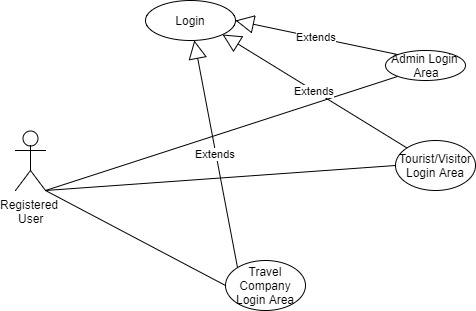 Login
Extends
Admin Login
Area
Extends
Extends
Tourist/Visitor
Login Area
Registered
User
Travel
Company
Login Area